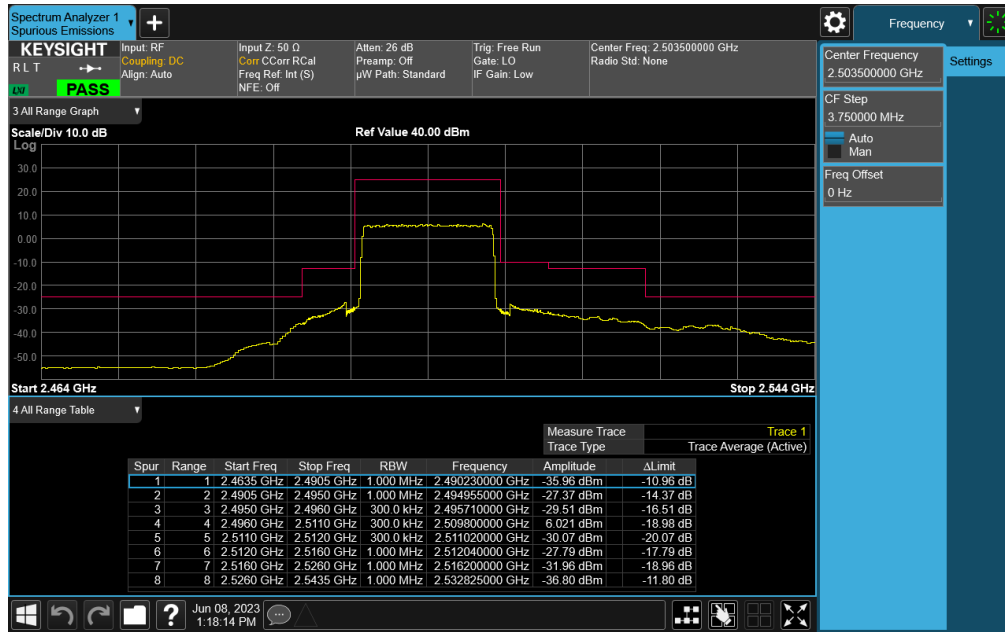 Spectrum Analyzer 1
Spurious Emissions
Frequency
KEYSIGHT
R L T
LXI
PASS
Input: RF
Coupling: DC
Align: Auto
Input Z: 50 Ω
Corr CCorr RCal
Freq Ref: Int (S)
NFE: Off
Atten: 26 dB
Preamp: Off
µW Path: Standard
Trig: Free Run
Gate: LO
IF Gain: Low
Center Freq: 2.503500000 GHz
Radio Std: None
Center Frequency
2.503500000 GHz
Settings
CF Step
3.750000 MHz
Auto
Man
Freq Offset
0 Hz
3 All Range Graph
Scale/Div 10.0 dB
Ref Value 40.00 dBm
Log
30.0
20.0
10.0
0.00
-10.0
-20.0
-30.0
-40.0
-50.0
Start 2.464 GHz
Stop 2.544 GHz
4 All Range Table
Measure Trace Trace 1
Trace Type Trace Average (Active)
Spur Range Start Freq Stop Freq RBW Frequency Amplitude ΔLimit
1 1 2.4635 GHz 2.4905 GHz 1.000 MHz 2.490230000 GHz -35.96 dBm -10.96 dB
2 2 2.4905 GHz 2.4950 GHz 1.000 MHz 2.494955000 GHz -27.37 dBm -14.37 dB
3 3 2.4950 GHz 2.4960 GHz 300.0 kHz 2.495710000 GHz -29.51 dBm -16.51 dB
4 4 2.4960 GHz 2.5110 GHz 300.0 kHz 2.509800000 GHz 6.021 dBm -18.98 dB
5 5 2.5110 GHz 2.5120 GHz 300.0 kHz 2.511020000 GHz -30.07 dBm -20.07 dB
6 6 2.5120 GHz 2.5160 GHz 1.000 MHz 2.512040000 GHz -27.79 dBm -17.79 dB
7 7 2.5160 GHz 2.5260 GHz 1.000 MHz 2.516200000 GHz -31.96 dBm -18.96 dB
8 8 2.5260 GHz 2.5435 GHz 1.000 MHz 2.532825000 GHz -36.80 dBm -11.80 dB
Jun 08, 2023
1:18:14 PM